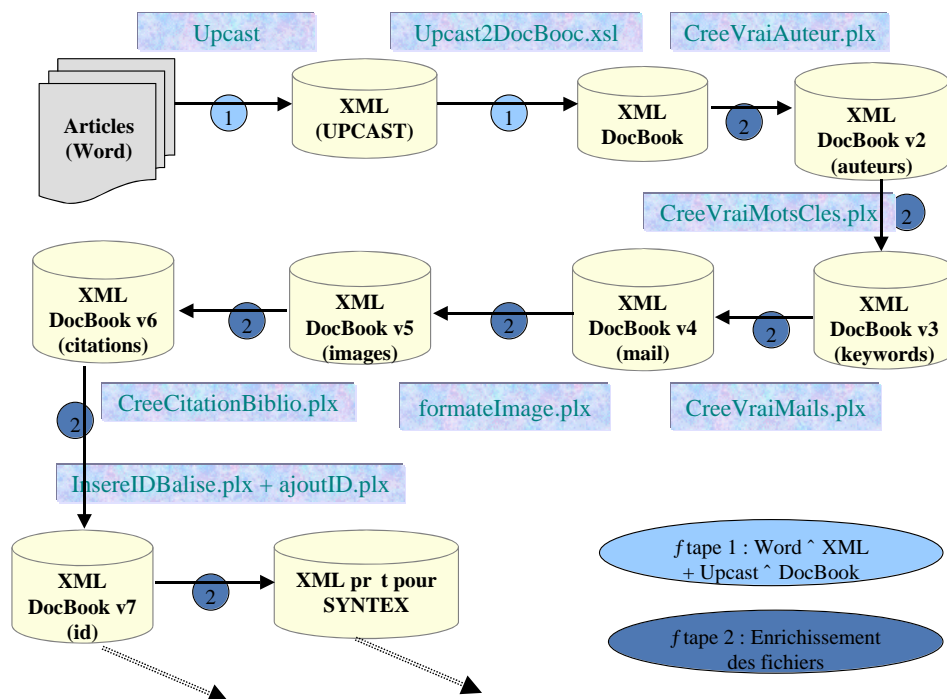 Upcast
Upcast2DocBooc.xsl
CreeVraiAuteur.plx
Articles
(Word)
1
XML
(UPCAST)
1
XML
DocBook
2
XML
DocBook v2
(auteurs)
CreeVraiMotsCles.plx
2
XML
DocBook v6
(citations)
2
XML
DocBook v5
(images)
2
XML
DocBook v4
(mail)
2
XML
DocBook v3
(keywords)
CreeCitationBiblio.plx
formateImage.plx
CreeVraiMails.plx
2
InsereIDBalise.plx + ajoutID.plx
XML
DocBook v7
(id)
2
XML pr t pour
SYNTEX
ƒtape 1 : Word ˆ XML
+ Upcast ˆ DocBook
ƒtape 2 : Enrichissement
des fichiers